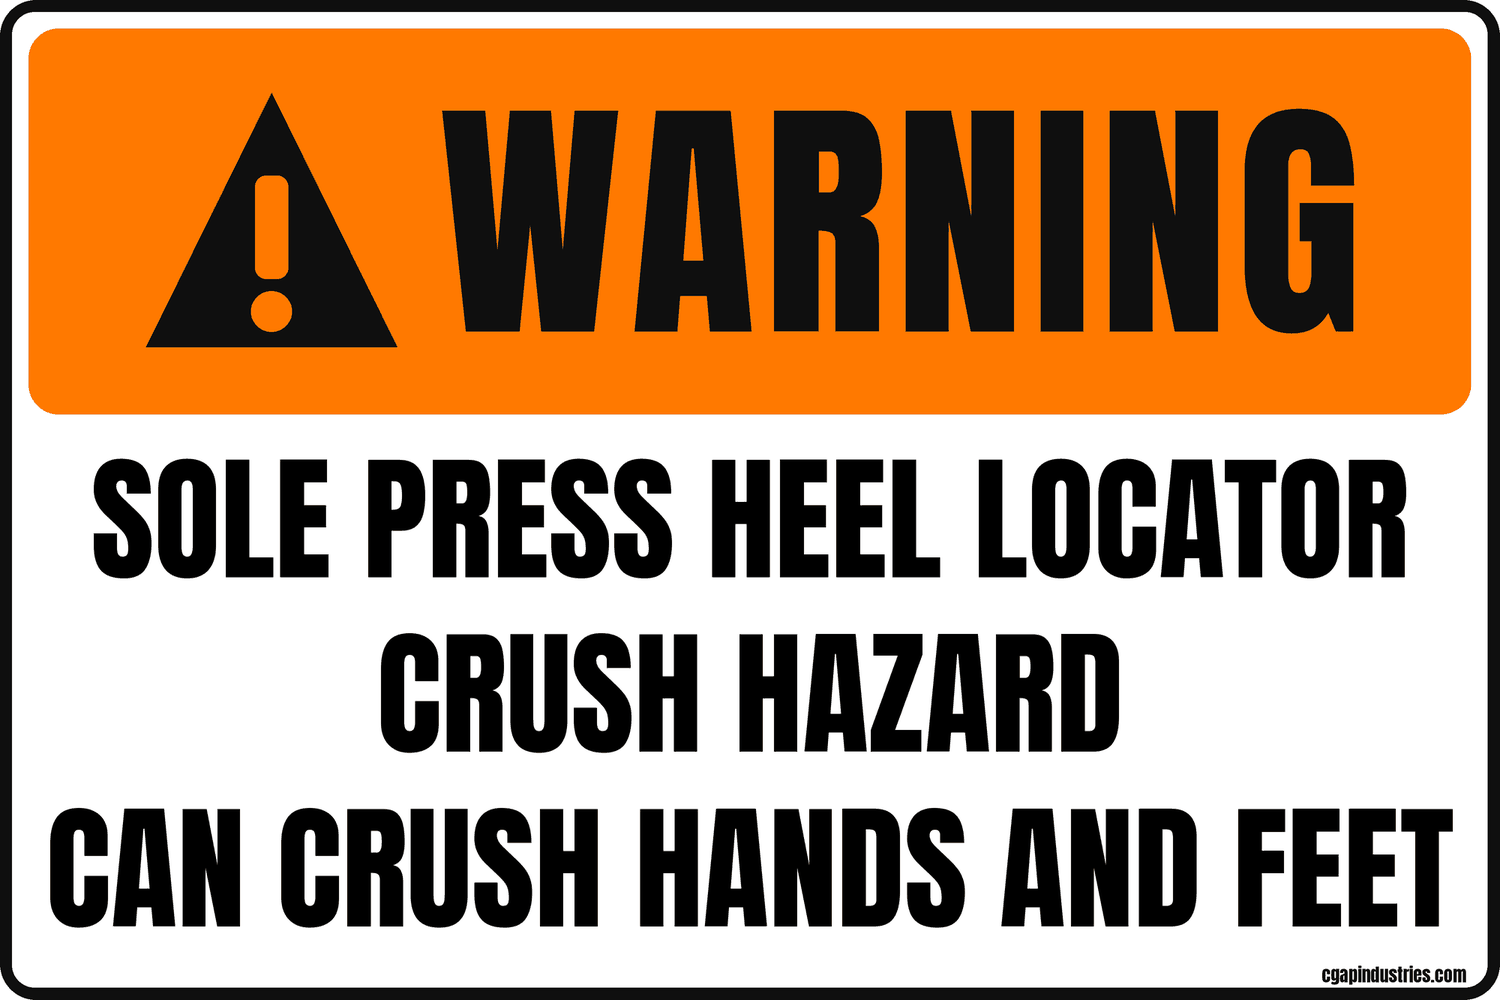 WARNING
SOLE PRESS HEEL LOCATOR
CRUSH HAZARD
CAN CRUSH HANDS AND FEET
cgapindustries.com